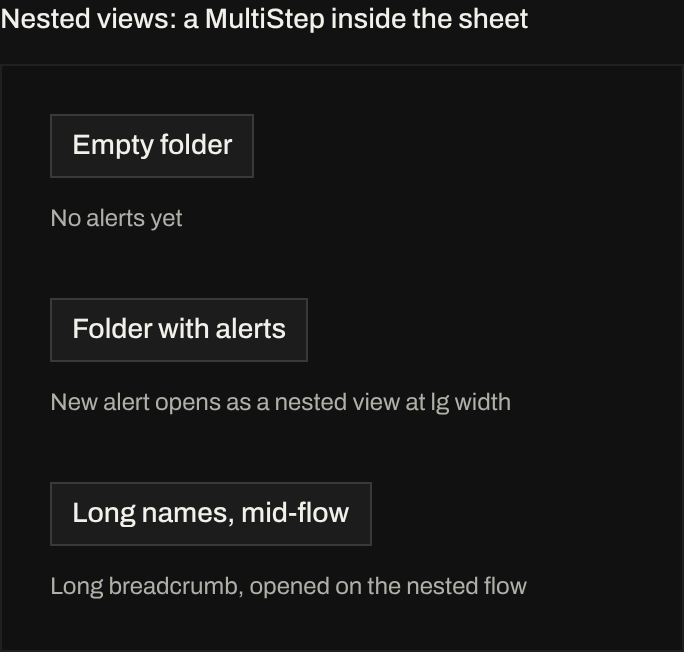 Nested views: a MultiStep inside the sheet
Empty folder
No alerts yet
Folder with alerts
New alert opens as a nested view at lg width
Long names, mid-flow
Long breadcrumb, opened on the nested flow